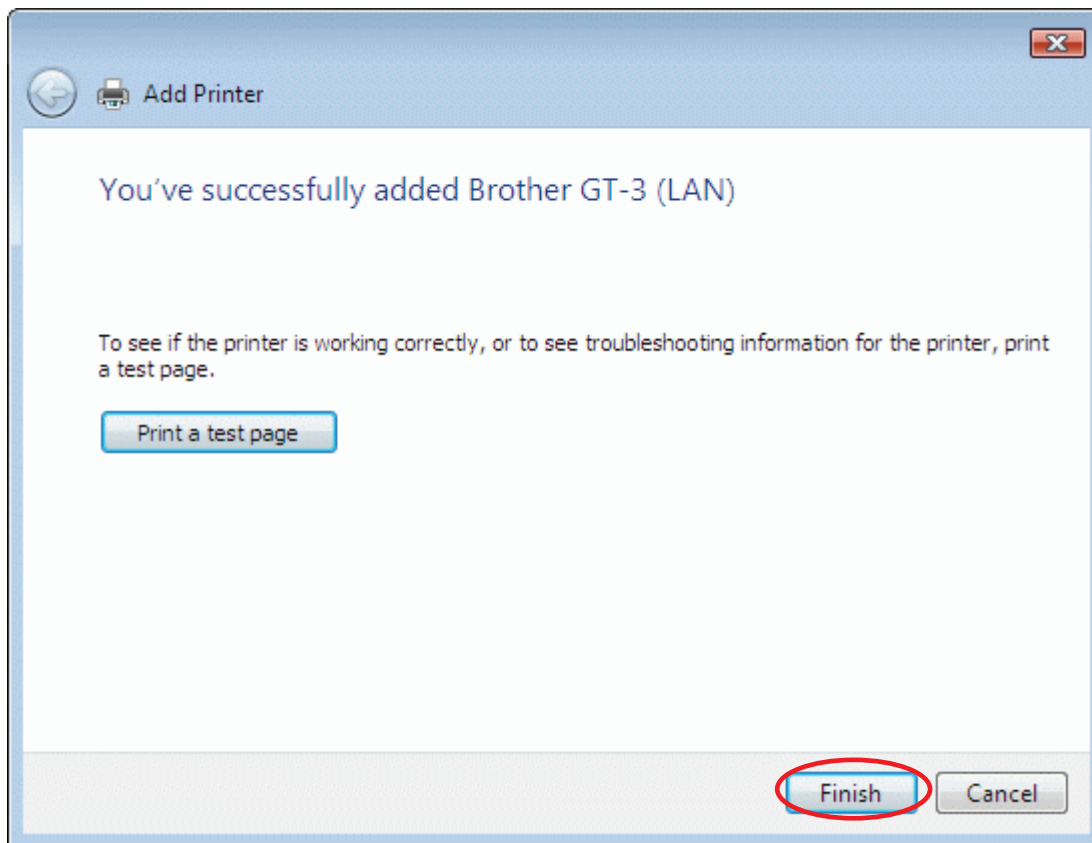 Add Printer
You've successfully added Brother GT-3 (LAN)
To see if the printer is working correctly, or to see troubleshooting information for the printer, print
a test page.
Print a test page
Finish
Cancel